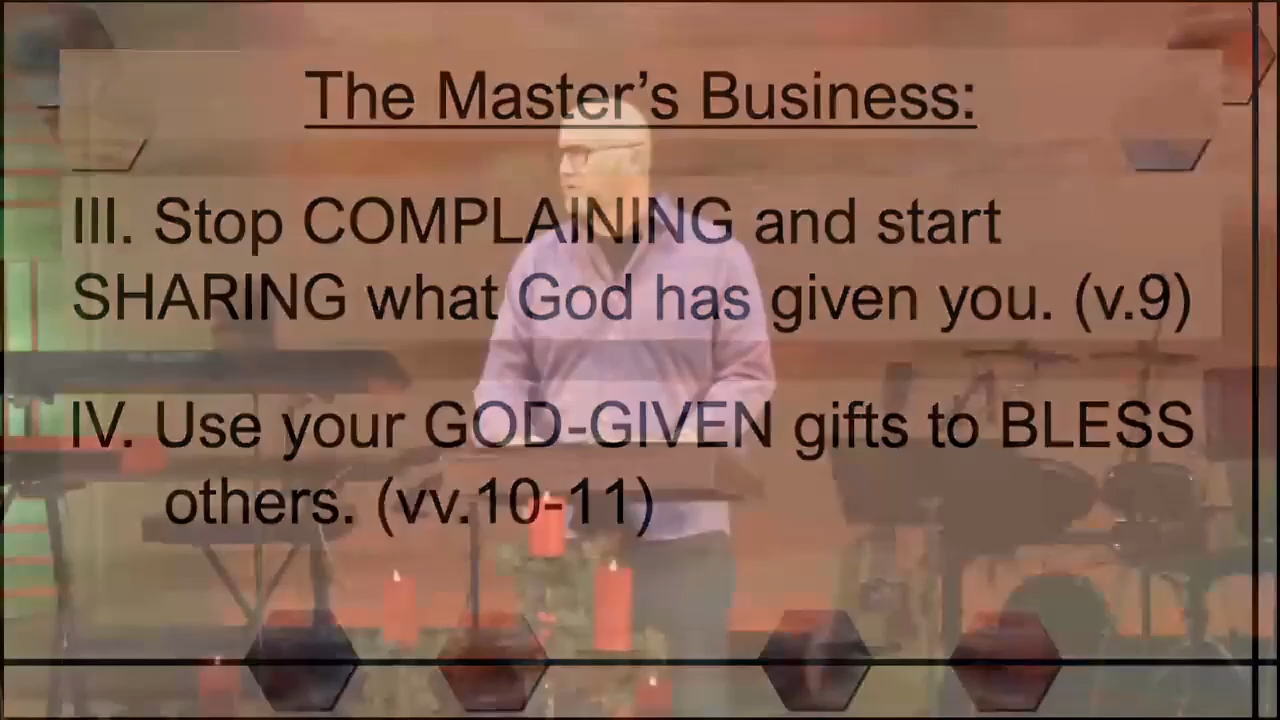 The Master’s Business:
III. Stop COMPLAINING and start
SHARING what God has given you. (v.9)
IV. Use your GOD-GIVEN gifts to BLESS
others. (vv.10-11)